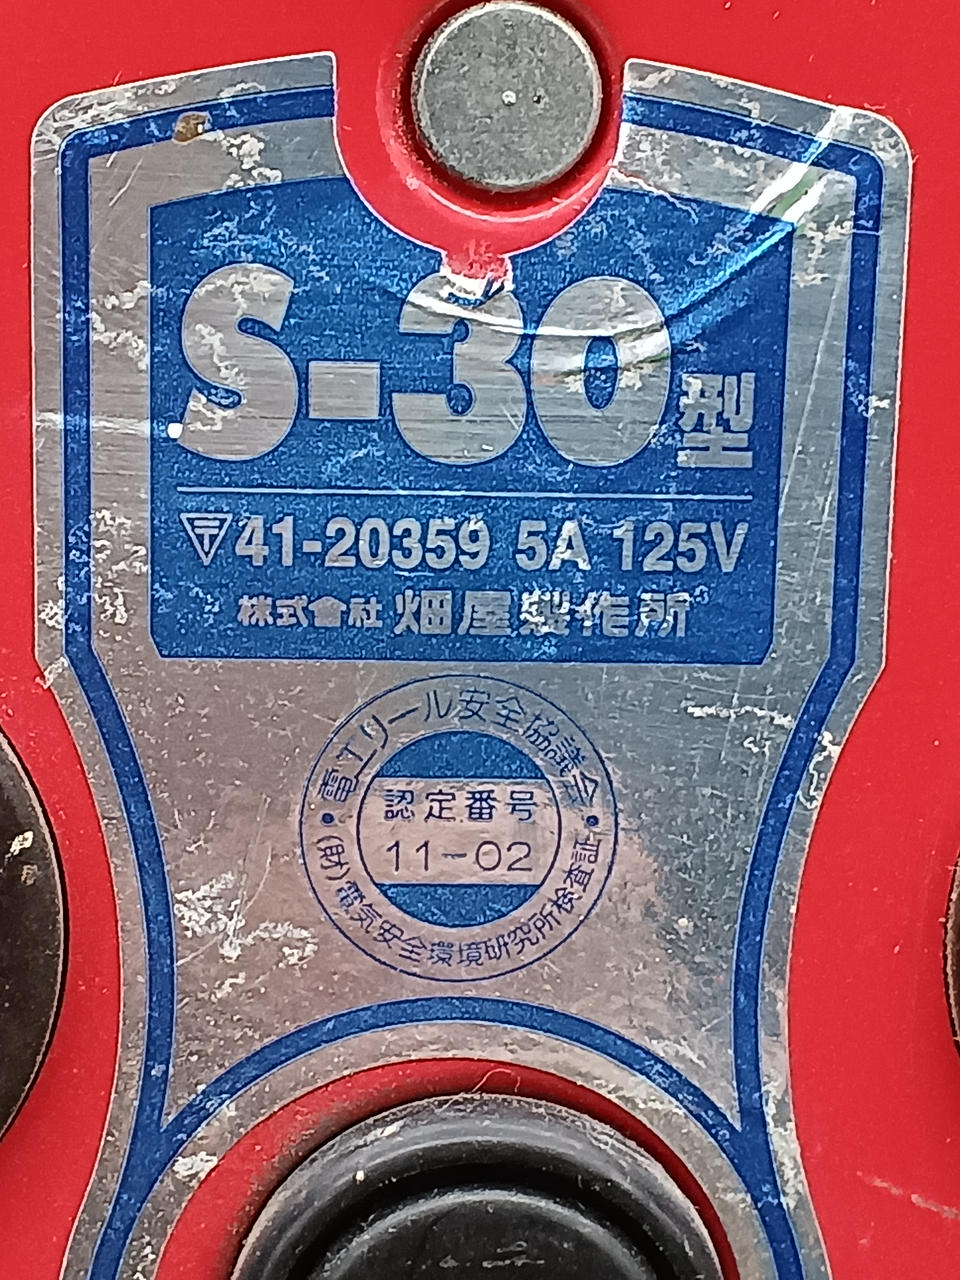 S-30型
〒41-20359 5A 125V
株式会社 畑屋製作所
電工リール安全協議会
認定番号
11-02
(財)電気安全環境研究所検査証